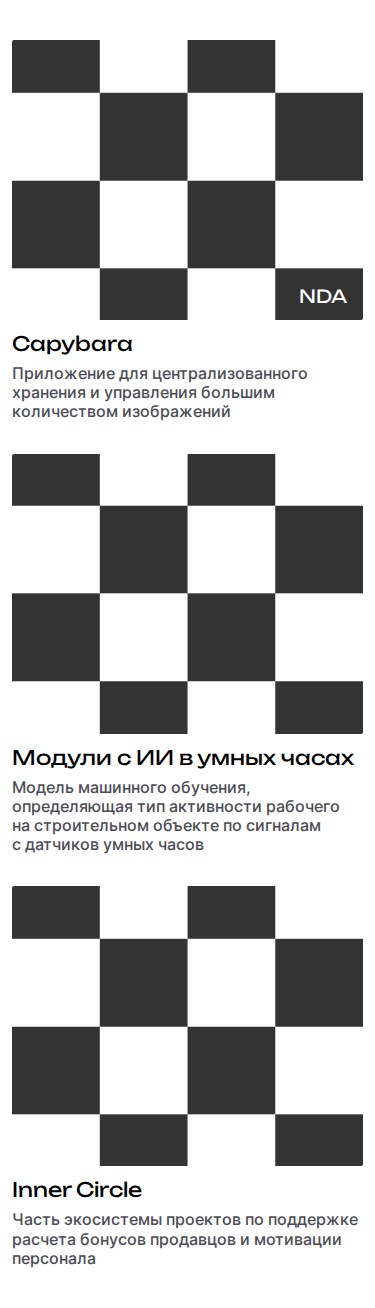 NDA
Capybara
Приложение для централизованного
хранения и управления большим
количеством изображений
Модули с ИИ в умных часах
Модель машинного обучения,
определяющая тип активности рабочего
на строительном объекте по сигналам
с датчиков умных часов
Inner Circle
Часть экосистемы проектов по поддержке
расчета бонусов продавцов и мотивации
персонала